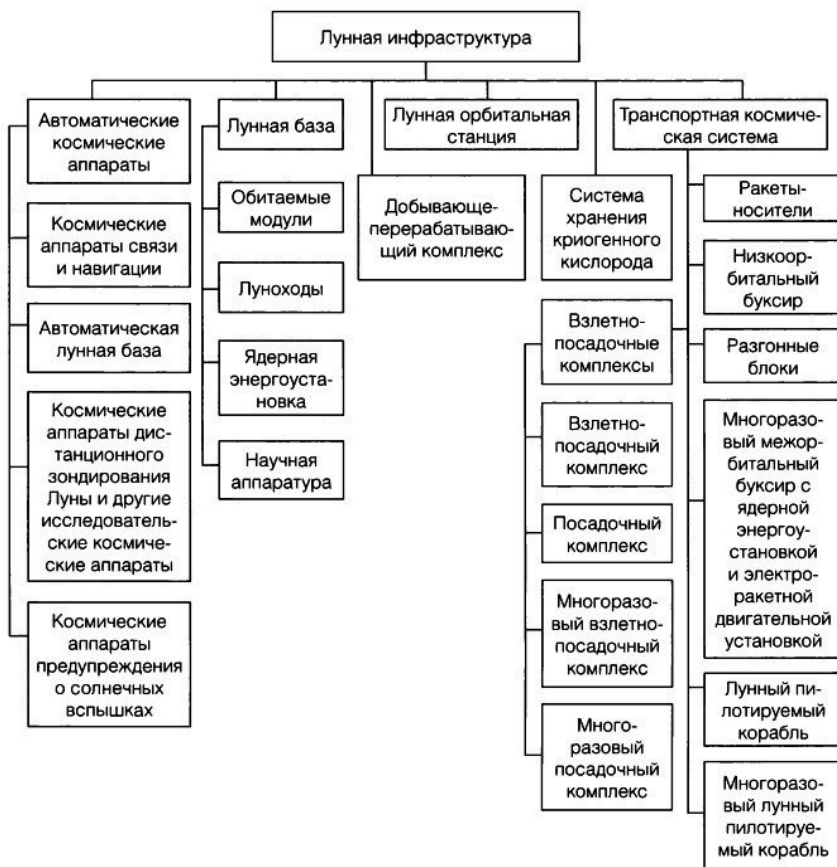 Лунная инфраструктура
Автоматические
космические
аппараты
Космические
аппараты связи
и навигации
Автоматическая
лунная база
Космические
аппараты дис-
танционного
зондирования
Луны и другие
исследователь-
ские космиче-
ские аппараты
Космические
аппараты
предупреждения
о солнечных
вспышках
Лунная база
Обитаемые
модули
Луноходы
Ядерная
энергоуста-
новка
Научная
аппаратура
Добывающе-
перерабатываю-
щий комплекс
Лунная орбитальная
станция
Система
хранения
криогенного
кислорода
Транспортная космиче-
ская система
Взлетно-
посадочные
комплексы
Взлетно-
посадочный
комплекс
Посадочный
комплекс
Многоразо-
вый взлетно-
посадочный
комплекс
Много-
разовый
посадочный
комплекс
Ракеты-
носители
Низкоор-
битальный
буксир
Разгонные
блоки
Многоразо-
вый межор-
битальный
буксир с
ядерной
энергоу-
становкой
и электро-
ракетной
двигательной
установкой
Лунный пи-
лотируемый
корабль
Многоразо-
вый лунный
пилотируе-
мый корабль